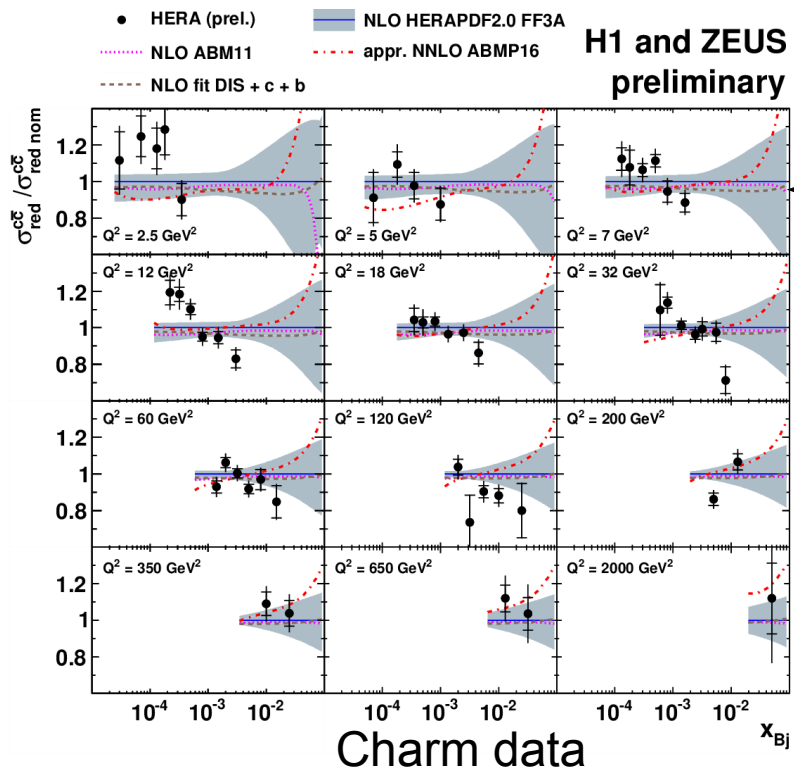 HERA (prel.)
NLO HERAPDF2.0 FF3A
NLO ABM11
appr. NNLO ABMP16
NLO fit DIS + c + b
H1 and ZEUS
preliminary
σ^{cc̄}_{red} /σ^{cc̄}_{red nom}
1.2
1
0.8
Q² = 2.5 GeV²
Q² = 5 GeV²
Q² = 7 GeV²
1.2
1
0.8
Q² = 12 GeV²
Q² = 18 GeV²
Q² = 32 GeV²
1.2
1
0.8
Q² = 60 GeV²
Q² = 120 GeV²
Q² = 200 GeV²
1.2
1
0.8
Q² = 350 GeV²
Q² = 650 GeV²
Q² = 2000 GeV²
10⁻⁴ 10⁻³ 10⁻² 10⁻⁴ 10⁻³ 10⁻² 10⁻⁴ 10⁻³ 10⁻²
x_{Bj}
Charm data